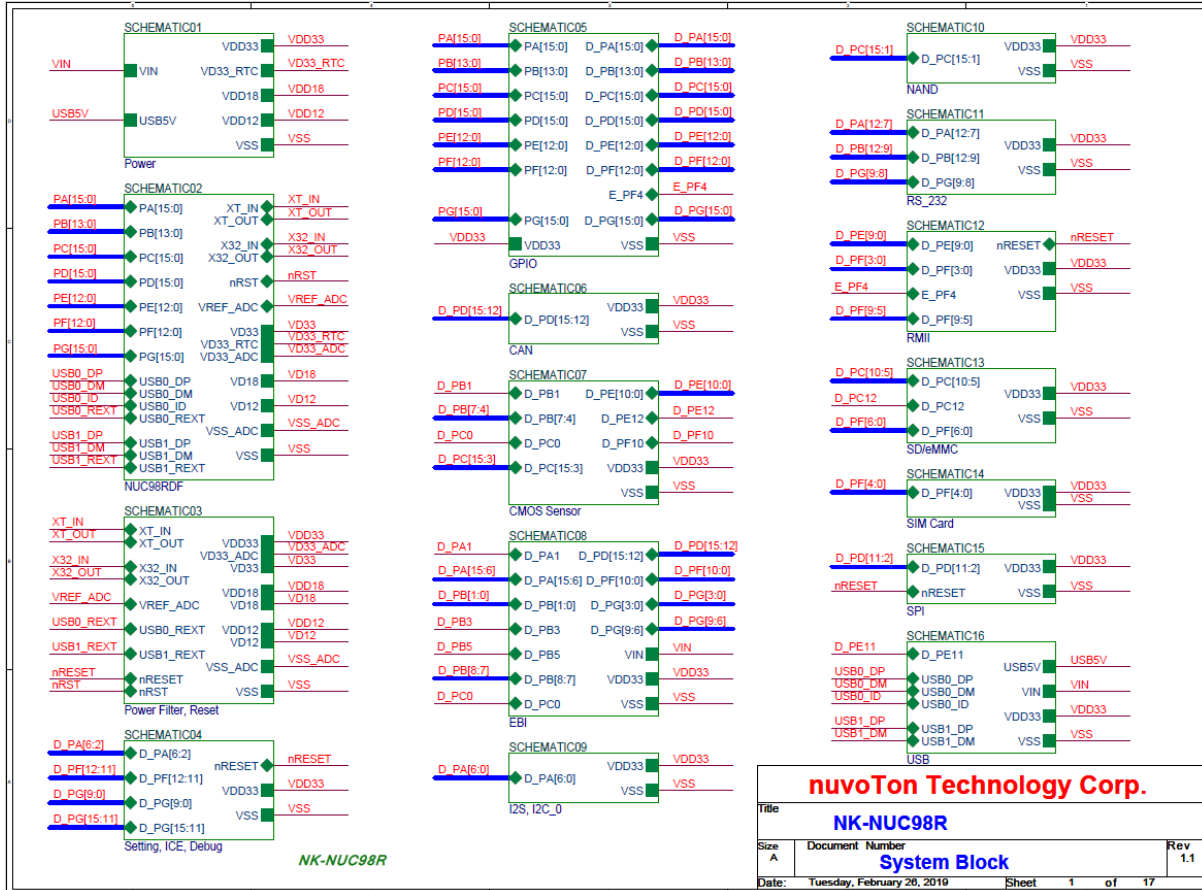 SCHEMATIC01
VIN
VIN
VDD33
VDD33
VD33_RTC
VD33_RTC
VDD18
VDD18
USB5V
USB5V
VDD12
VDD12
VSS
VSS
Power
SCHEMATIC02
PA[15:0]
PA[15:0]
PB[13:0]
PB[13:0]
PC[15:0]
PC[15:0]
PD[15:0]
PD[15:0]
PE[12:0]
PE[12:0]
PF[12:0]
PF[12:0]
PG[15:0]
PG[15:0]
USB0_DP
USB0_DP
USB0_DM
USB0_DM
USB0_ID
USB0_ID
USB0_REXT
USB0_REXT
USB1_DP
USB1_DP
USB1_DM
USB1_DM
USB1_REXT
USB1_REXT
XT_IN
XT_IN
XT_OUT
XT_OUT
X32_IN
X32_IN
X32_OUT
X32_OUT
nRST
nRST
VREF_ADC
VREF_ADC
VD33
VD33
VD33_RTC
VD33_RTC
VD33_ADC
VD33_ADC
VD18
VD18
VD12
VD12
VSS_ADC
VSS_ADC
VSS
VSS
NUC98RDF
SCHEMATIC03
XT_IN
XT_IN
XT_OUT
XT_OUT
X32_IN
X32_IN
X32_OUT
X32_OUT
VREF_ADC
VREF_ADC
USB0_REXT
USB0_REXT
USB1_REXT
USB1_REXT
nRESET
nRESET
nRST
nRST
VDD33
VDD33
VD33_ADC
VD33_ADC
VD33
VD33
VDD18
VDD18
VD18
VD18
VDD12
VDD12
VD12
VD12
VSS_ADC
VSS_ADC
VSS
VSS
Power Filter, Reset
SCHEMATIC04
D_PA[6:2]
D_PA[6:2]
D_PF[12:11]
D_PF[12:11]
D_PG[9:0]
D_PG[9:0]
D_PG[15:11]
D_PG[15:11]
nRESET
nRESET
VDD33
VDD33
VSS
VSS
Setting, ICE, Debug
NK-NUC98R
SCHEMATIC05
PA[15:0]
PA[15:0]
D_PA[15:0]
D_PA[15:0]
PB[13:0]
PB[13:0]
D_PB[13:0]
D_PB[13:0]
PC[15:0]
PC[15:0]
D_PC[15:0]
D_PC[15:0]
PD[15:0]
PD[15:0]
D_PD[15:0]
D_PD[15:0]
PE[12:0]
PE[12:0]
D_PE[12:0]
D_PE[12:0]
PF[12:0]
PF[12:0]
D_PF[12:0]
D_PF[12:0]
E_PF4
E_PF4
PG[15:0]
PG[15:0]
D_PG[15:0]
D_PG[15:0]
VDD33
VDD33
VSS
VSS
GPIO
SCHEMATIC06
D_PD[15:12]
D_PD[15:12]
VDD33
VDD33
VSS
VSS
CAN
SCHEMATIC07
D_PB1
D_PB1
D_PE[10:0]
D_PE[10:0]
D_PB[7:4]
D_PB[7:4]
D_PE12
D_PE12
D_PC0
D_PC0
D_PF10
D_PF10
D_PC[15:3]
D_PC[15:3]
VDD33
VDD33
VSS
VSS
CMOS Sensor
SCHEMATIC08
D_PA1
D_PA1
D_PD[15:12]
D_PD[15:12]
D_PA[15:6]
D_PA[15:6]
D_PF[10:0]
D_PF[10:0]
D_PB[1:0]
D_PB[1:0]
D_PG[3:0]
D_PG[3:0]
D_PB3
D_PB3
D_PG[9:6]
D_PG[9:6]
D_PB5
D_PB5
VIN
VIN
D_PB[8:7]
D_PB[8:7]
VDD33
VDD33
D_PC0
D_PC0
VSS
VSS
EBI
SCHEMATIC09
D_PA[6:0]
D_PA[6:0]
VDD33
VDD33
VSS
VSS
I2S, I2C_0
SCHEMATIC10
D_PC[15:1]
D_PC[15:1]
VDD33
VDD33
VSS
VSS
NAND
SCHEMATIC11
D_PA[12:7]
D_PA[12:7]
D_PB[12:9]
D_PB[12:9]
D_PG[9:8]
D_PG[9:8]
VDD33
VDD33
VSS
VSS
RS_232
SCHEMATIC12
D_PE[9:0]
D_PE[9:0]
nRESET
nRESET
D_PF[3:0]
D_PF[3:0]
VDD33
VDD33
E_PF4
E_PF4
VSS
VSS
D_PF[9:5]
D_PF[9:5]
RMII
SCHEMATIC13
D_PC[10:5]
D_PC[10:5]
D_PC12
D_PC12
D_PF[6:0]
D_PF[6:0]
VDD33
VDD33
VSS
VSS
SD/eMMC
SCHEMATIC14
D_PF[4:0]
D_PF[4:0]
VDD33
VDD33
VSS
VSS
SIM Card
SCHEMATIC15
D_PD[11:2]
D_PD[11:2]
VDD33
VDD33
nRESET
nRESET
VSS
VSS
SPI
SCHEMATIC16
D_PE11
D_PE11
USB0_DP
USB0_DP
USB0_DM
USB0_DM
USB0_ID
USB0_ID
USB1_DP
USB1_DP
USB1_DM
USB1_DM
USB5V
USB5V
VIN
VIN
VDD33
VDD33
VSS
VSS
USB
nuvoTon Technology Corp.
Title
NK-NUC98R
Size
A
Document Number
System Block
Rev
1.1
Date: Tuesday, February 26, 2019 Sheet 1 of 17